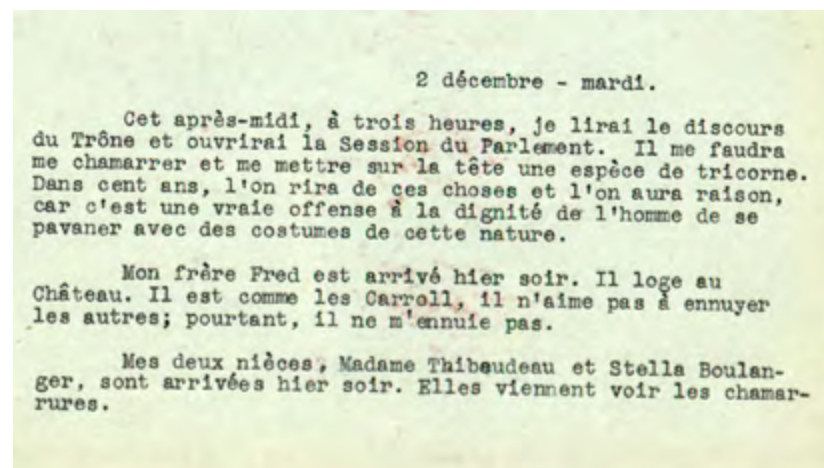 2 décembre - mardi.
Cet après-midi, à trois heures, je lirai le discours
du Trône et ouvrirai la Session du Parlement. Il me faudra
me chamarrer et me mettre sur la tête une espèce de tricorne.
Dans cent ans, l'on rira de ces choses et l'on aura raison,
car c'est une vraie offense à la dignité de l'homme de se
pavaner avec des costumes de cette nature.
Mon frère Fred est arrivé hier soir. Il loge au
Château. Il est comme les Carroll, il n'aime pas à ennuyer
les autres; pourtant, il ne m'ennuie pas.
Mes deux nièces, Madame Thibaudeau et Stella Boulan-
ger, sont arrivées hier soir. Elles viennent voir les chamar-
rures.